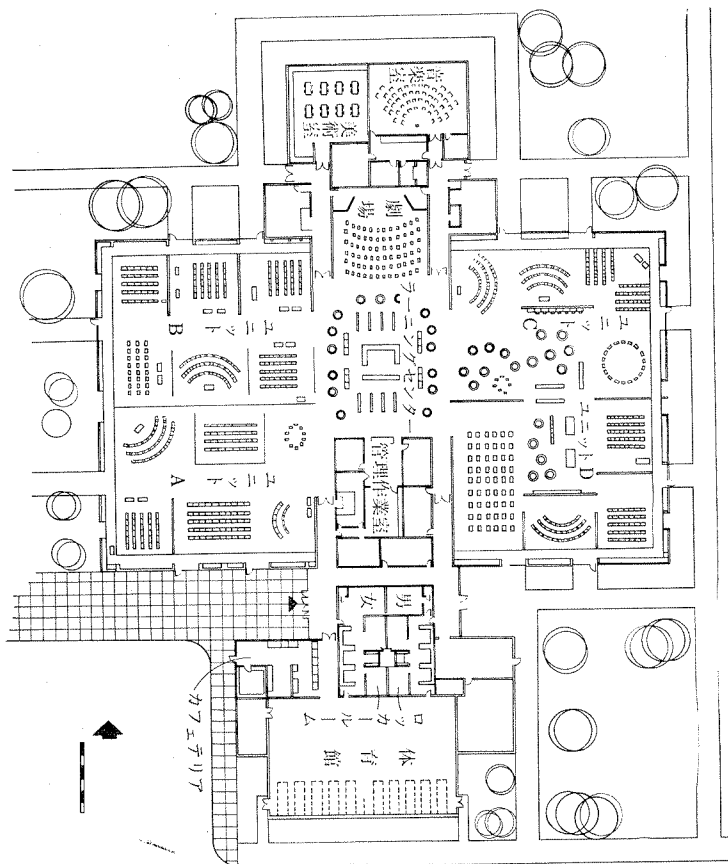 音楽室
美術室
劇場
ラーニングセンター
ユニット
B
ユニット
C
ユニット
A
ユニットD
管理作業室
女
男
ロッカールーム
カフェテリア
体育館